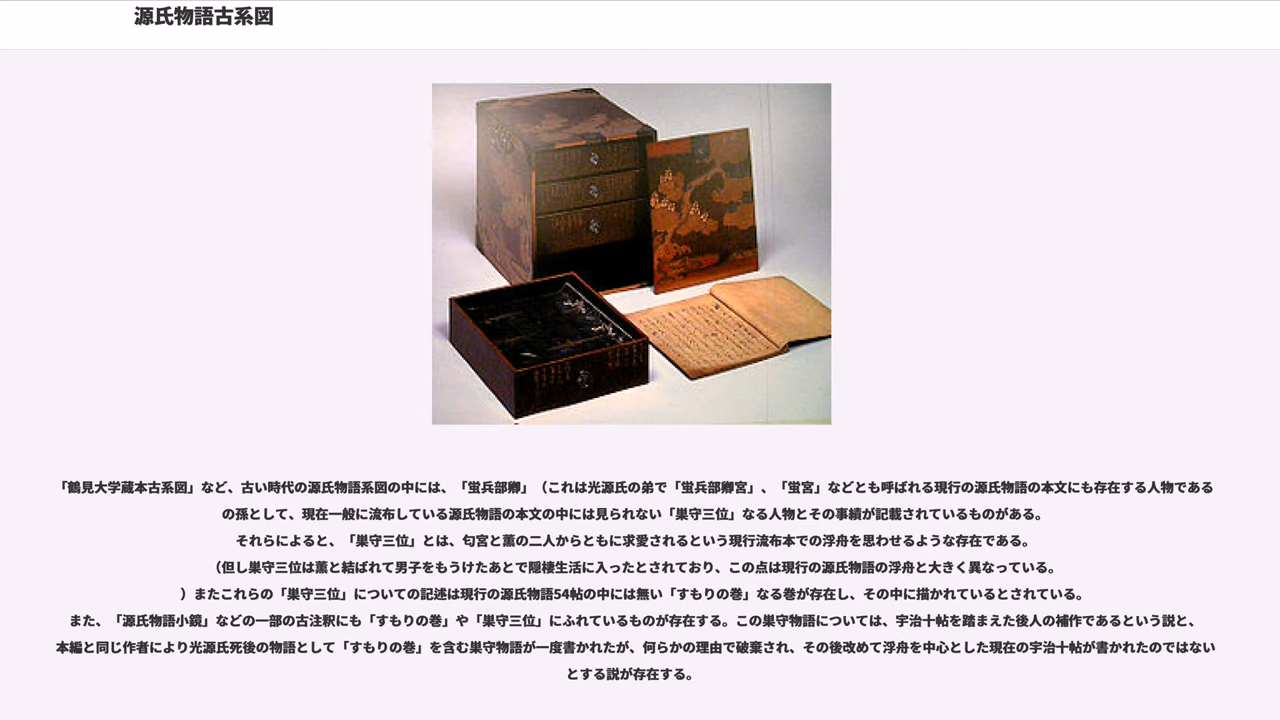 源氏物語古系図
「鶴見大学蔵本古系図」など、古い時代の源氏物語系図の中には、「蛍兵部卿」（これは光源氏の弟で「蛍兵部卿宮」、「蛍宮」などとも呼ばれる現行の源氏物語の本文にも存在する人物である
の孫として、現在一般に流布している源氏物語の本文の中には見られない「巣守三位」なる人物とその事績が記載されているものがある。
それらによると、「巣守三位」とは、匂宮と薫の二人からともに求愛されるという現行流布本での浮舟を思わせるような存在である。
（但し巣守三位は薫と結ばれて男子をもうけたあとで隠棲生活に入ったとされており、この点は現行の源氏物語の浮舟と大きく異なっている。
）またこれらの「巣守三位」についての記述は現行の源氏物語54帖の中には無い「すもりの巻」なる巻が存在し、その中に描かれているとされている。
また、「源氏物語小鏡」などの一部の古注釈にも「すもりの巻」や「巣守三位」にふれているものが存在する。この巣守物語については、宇治十帖を踏まえた後人の補作であるという説と、
本編と同じ作者により光源氏死後の物語として「すもりの巻」を含む巣守物語が一度書かれたが、何らかの理由で破棄され、その後改めて浮舟を中心とした現在の宇治十帖が書かれたのではない
とする説が存在する。